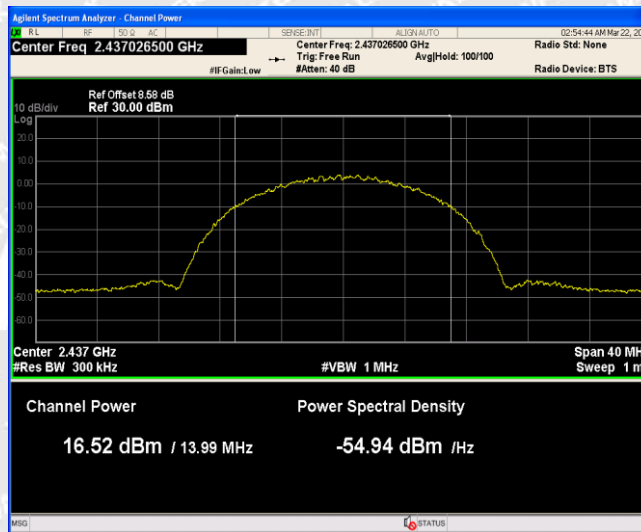 Agilent Spectrum Analyzer - Channel Power
RL RF 50 Ω AC SENSE:INT ALIGN AUTO 02:54:44 AM Mar 22, 20
Center Freq 2.437026500 GHz
Center Freq: 2.437026500 GHz
Radio Std: None
Trig: Free Run Avg|Hold: 100/100
#IFGain:Low #Atten: 40 dB Radio Device: BTS
Ref Offset 8.58 dB
10 dB/div Ref 30.00 dBm
Log
20.0
10.0
0.00
-10.0
-20.0
-30.0
-40.0
-50.0
-60.0
Center 2.437 GHz Span 40 MH
#Res BW 300 kHz #VBW 1 MHz Sweep 1 m
Channel Power Power Spectral Density
16.52 dBm / 13.99 MHz -54.94 dBm /Hz
MSG STATUS